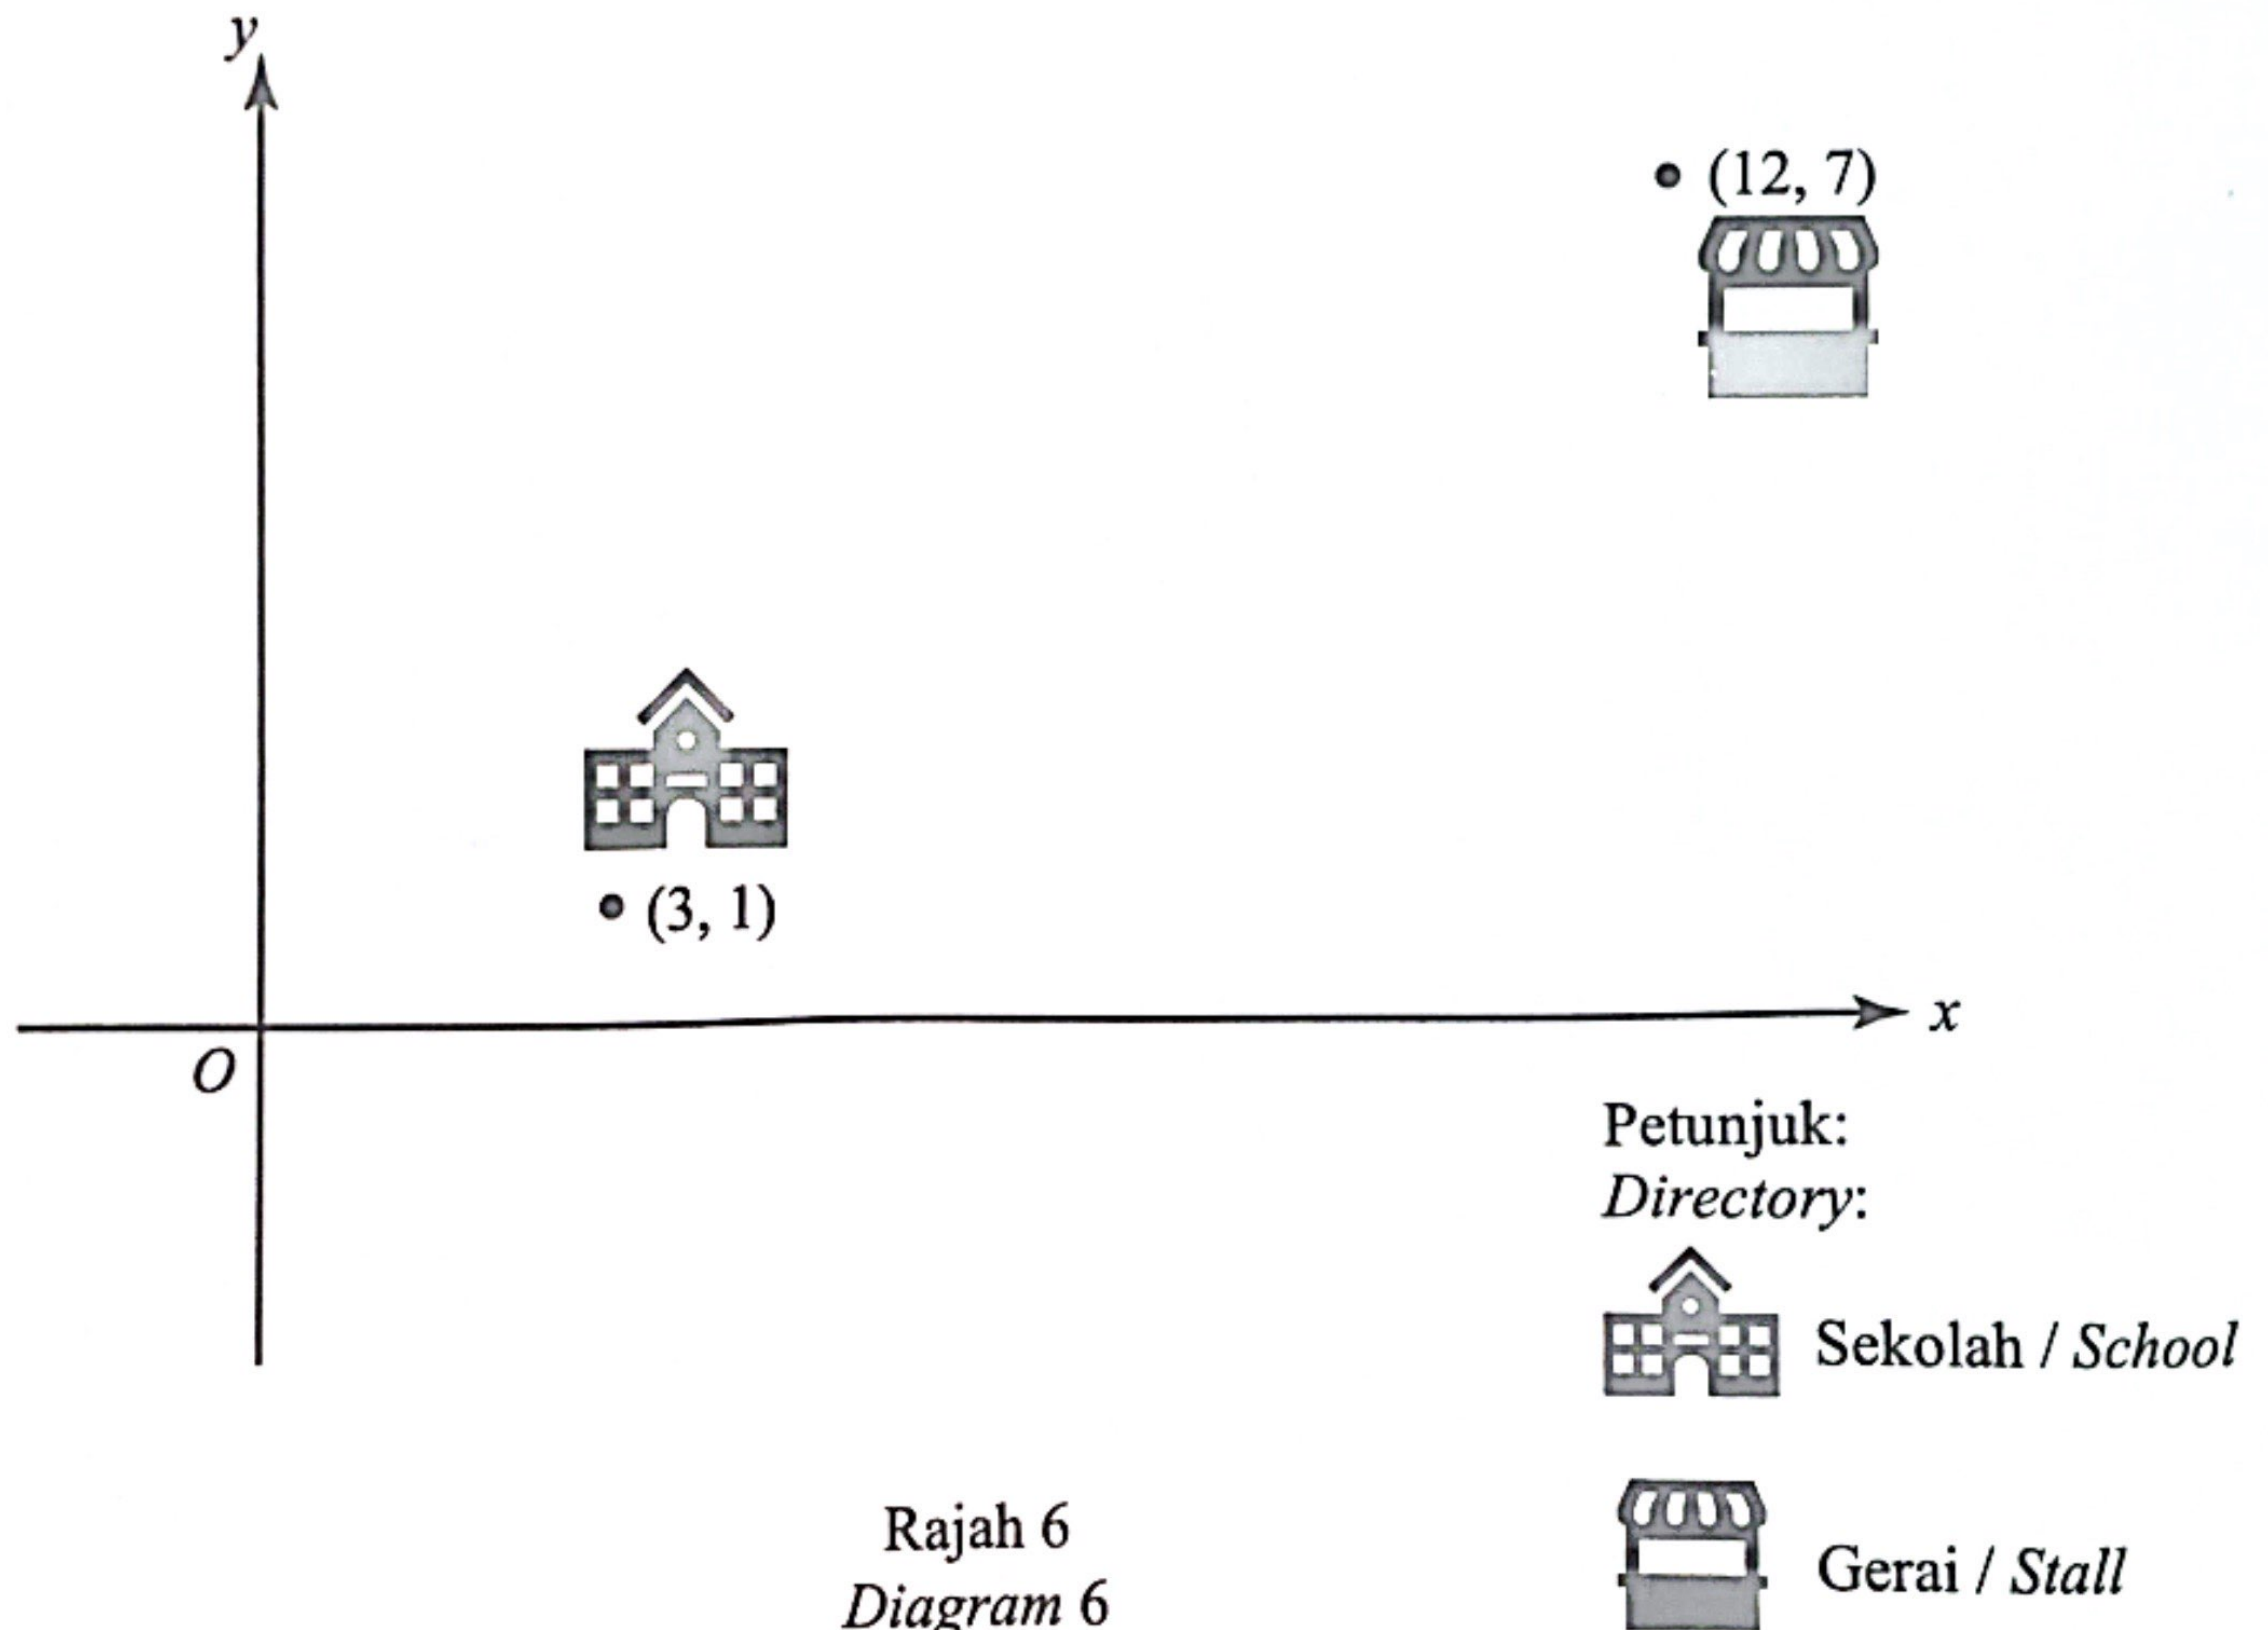 y
(12, 7)
(3, 1)
x
O
Petunjuk:
Directory:
Sekolah / School
Rajah 6
Diagram 6
Gerai / Stall